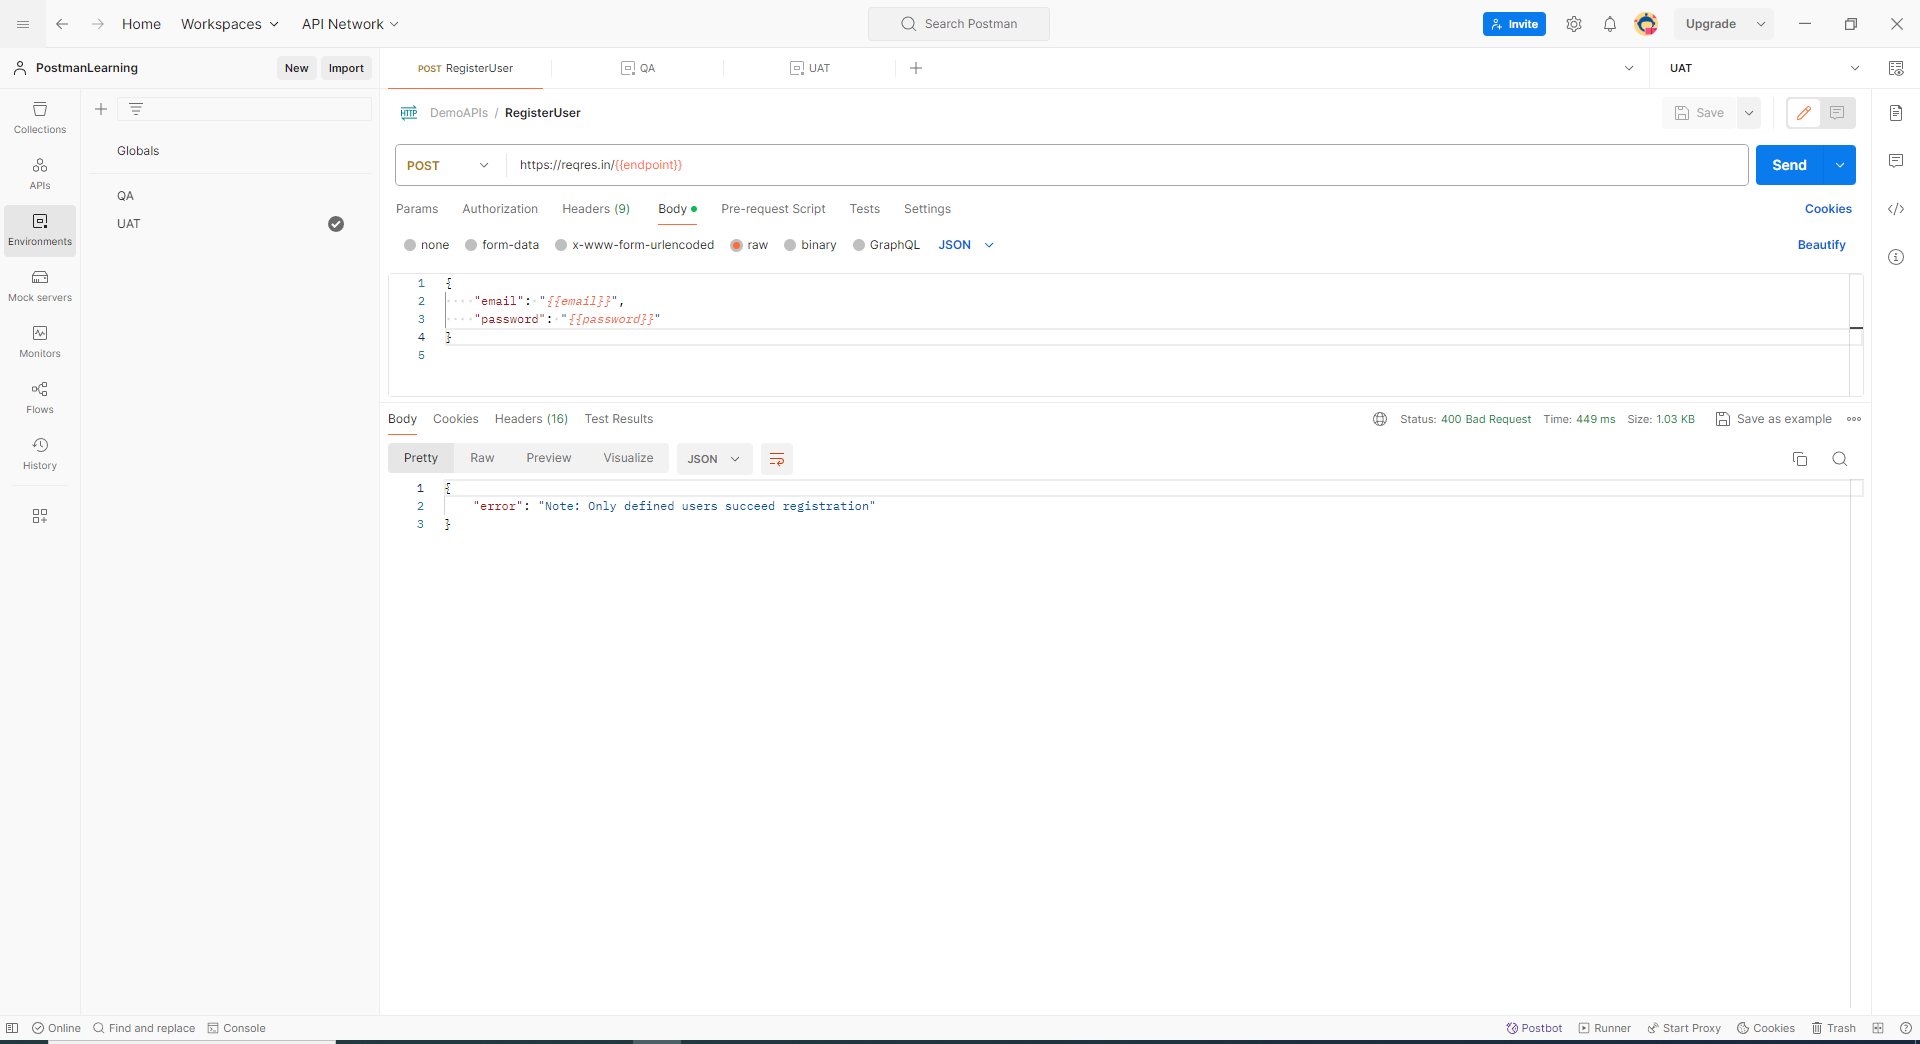 Home
Workspaces
API Network
Search Postman
Invite
Upgrade
PostmanLearning
New
Import
POST RegisterUser
QA
UAT
UAT
Collections
APIs
Environments
Mock servers
Monitors
Flows
History
Globals
QA
UAT
HTTP
DemoAPIs / RegisterUser
Save
POST
https://reqres.in/{{endpoint}}
Send
Params
Authorization
Headers (9)
Body
Pre-request Script
Tests
Settings
Cookies
none
form-data
x-www-form-urlencoded
raw
binary
GraphQL
JSON
Beautify
1 {
2 ····"email":·"{{email}}",
3 ····"password":·"{{password}}"
4 }
5
Body
Cookies
Headers (16)
Test Results
Status: 400 Bad Request
Time: 449 ms
Size: 1.03 KB
Save as example
Pretty
Raw
Preview
Visualize
JSON
1 {
2 "error": "Note: Only defined users succeed registration"
3 }
Online
Find and replace
Console
Postbot
Runner
Start Proxy
Cookies
Trash